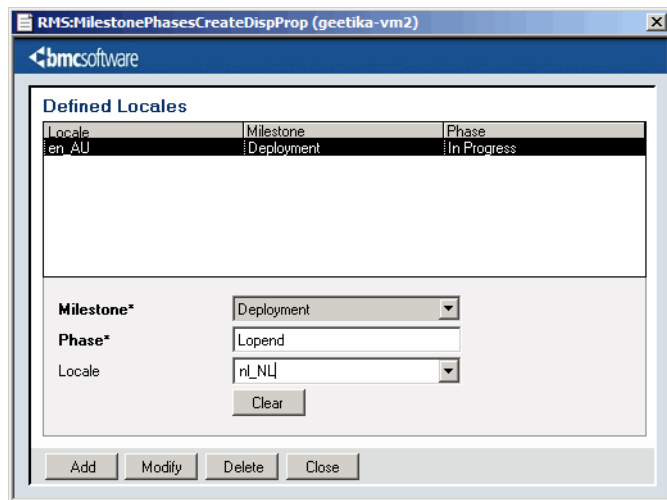 RMS:MilestonePhasesCreateDispProp (geetika-vm2)
bmcsoftware
Defined Locales
Locale Milestone Phase
en_AU Deployment In Progress
Milestone* Deployment
Phase* Lopend
Locale nl_NL
Clear
Add Modify Delete Close